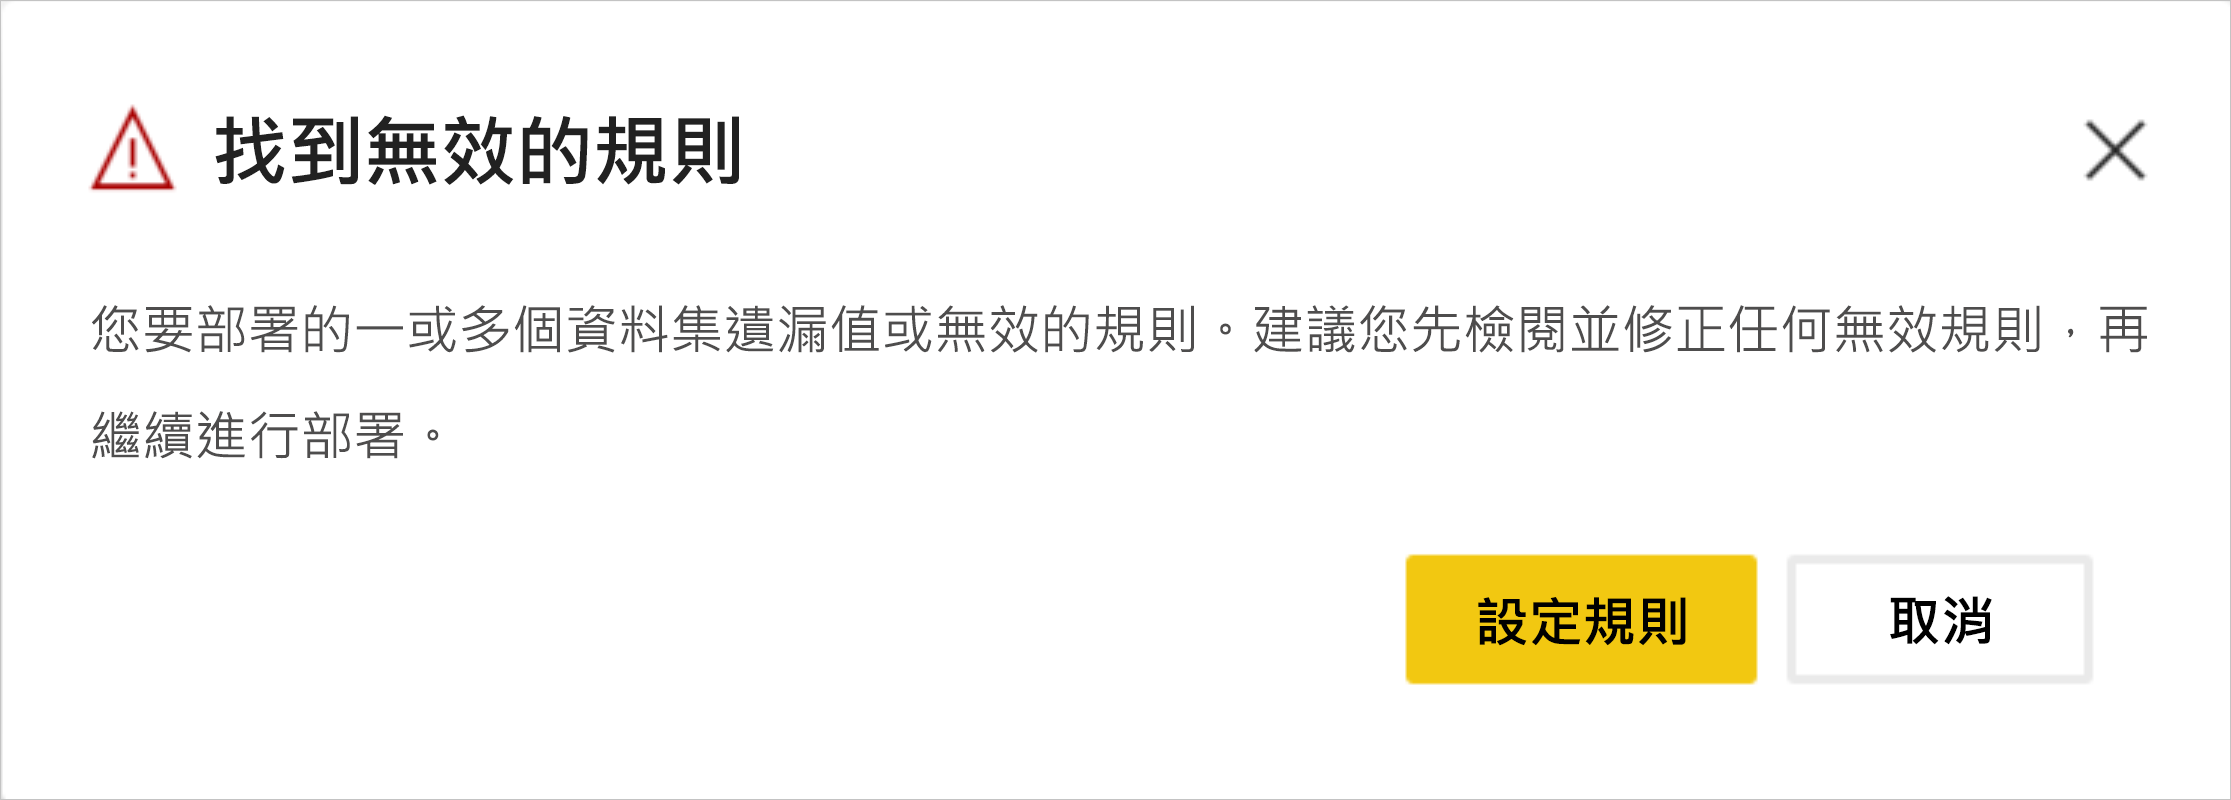 找到無效的規則
您要部署的一或多個資料集遺漏值或無效的規則。建議您先檢閱並修正任何無效規則，再
繼續進行部署。
設定規則
取消